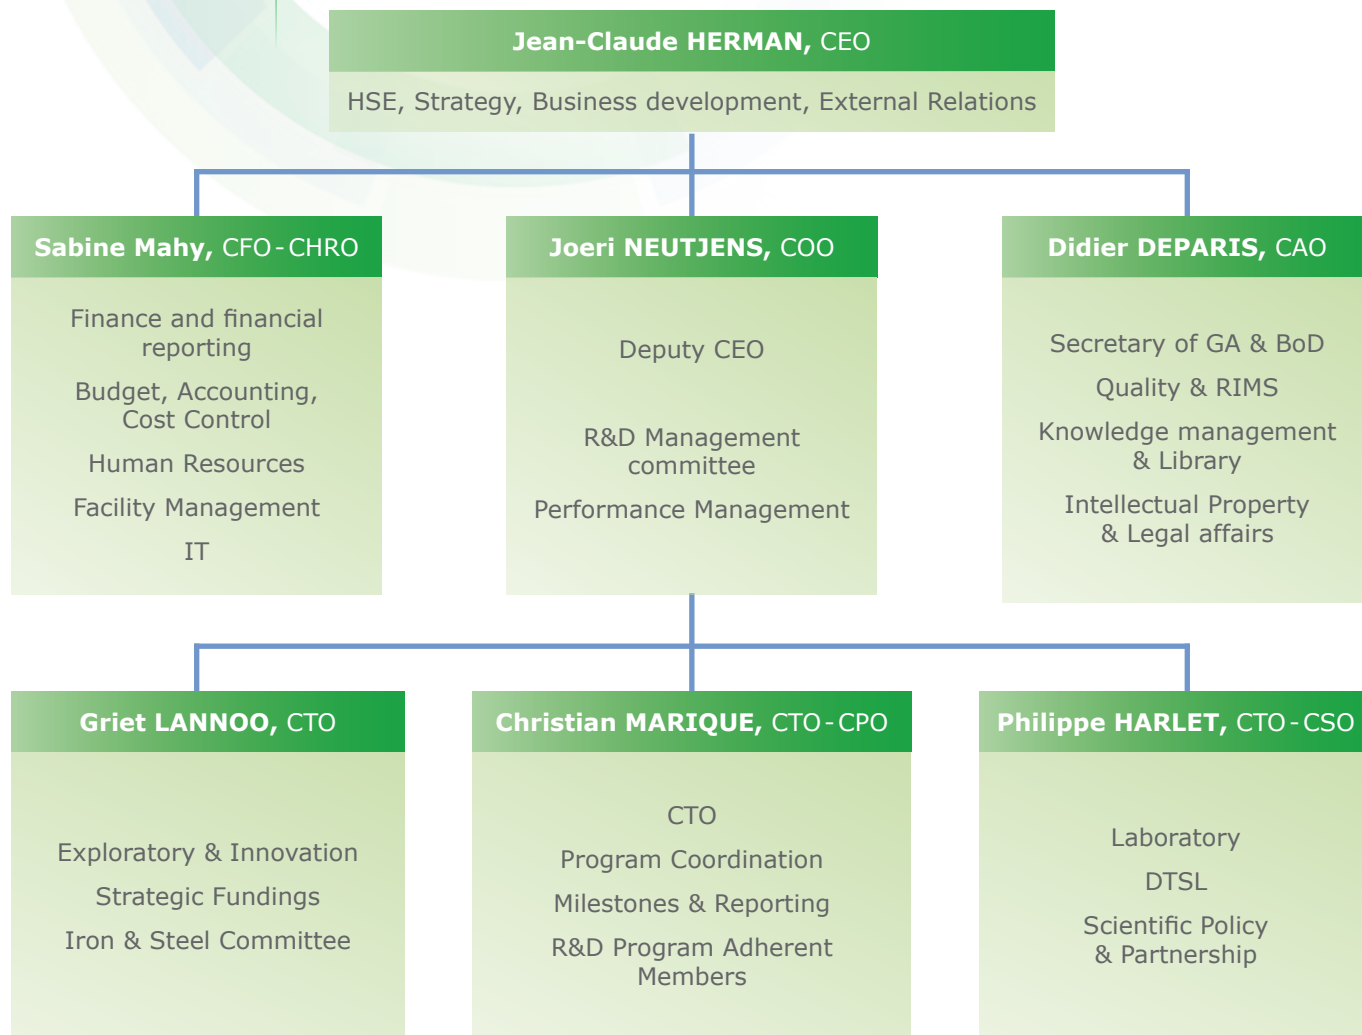 Jean-Claude HERMAN, CEO
HSE, Strategy, Business development, External Relations
Sabine Mahy, CFO-CHRO
Finance and financial
reporting
Budget, Accounting,
Cost Control
Human Resources
Facility Management
IT
Joeri NEUTJENS, COO
Deputy CEO
R&D Management
committee
Performance Management
Didier DEPARIS, CAO
Secretary of GA & BoD
Quality & RIMS
Knowledge management
& Library
Intellectual Property
& Legal affairs
Griet LANNOO, CTO
Exploratory & Innovation
Strategic Fundings
Iron & Steel Committee
Christian MARIQUE, CTO-CPO
CTO
Program Coordination
Milestones & Reporting
R&D Program Adherent
Members
Philippe HARLET, CTO-CSO
Laboratory
DTSL
Scientific Policy
& Partnership